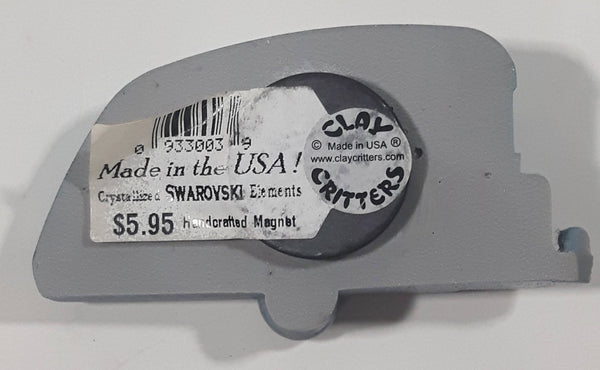 0 933003 9
Made in the USA!
Crystallized SWAROVSKI Elements
$5.95 Handcrafted Magnet
CLAY
© Made in USA ®
www.claycritters.com
CRITTERS